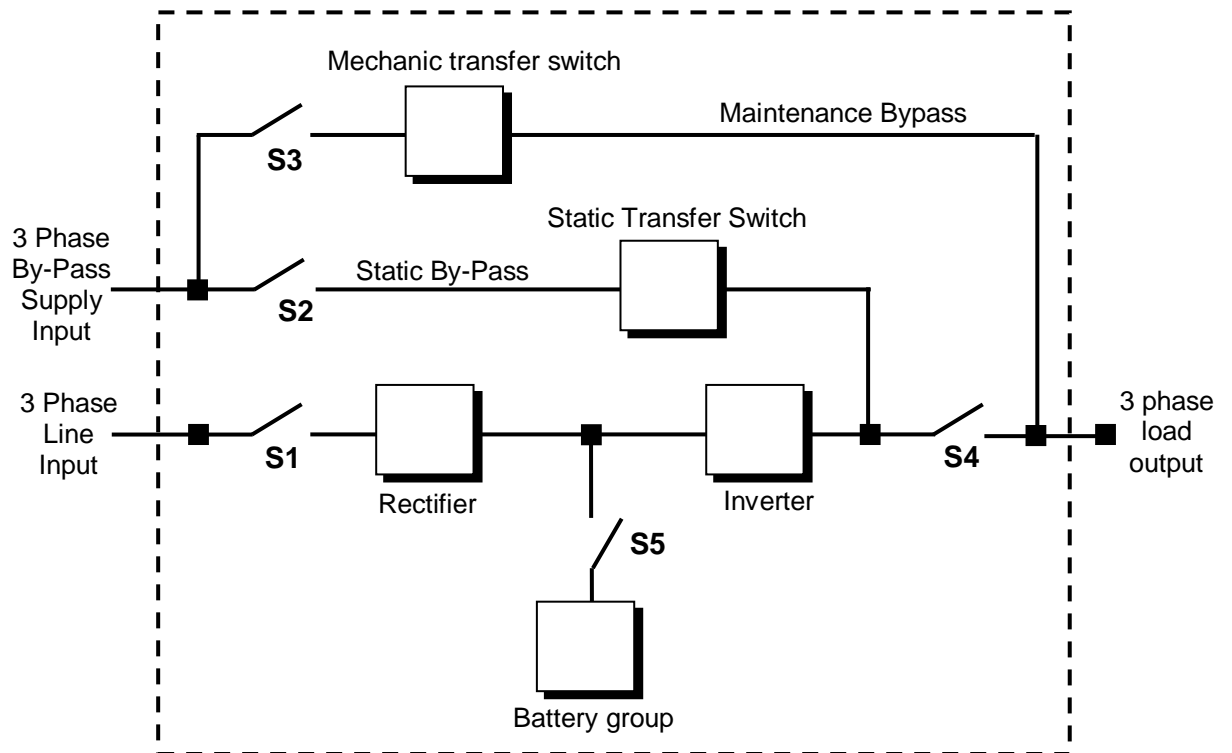 Mechanic transfer switch
Maintenance Bypass
S3
Static Transfer Switch
3 Phase
By-Pass
Supply
Input
Static By-Pass
S2
3 Phase
Line
Input
S1
Rectifier
Inverter
S4
3 phase
load
output
S5
Battery group